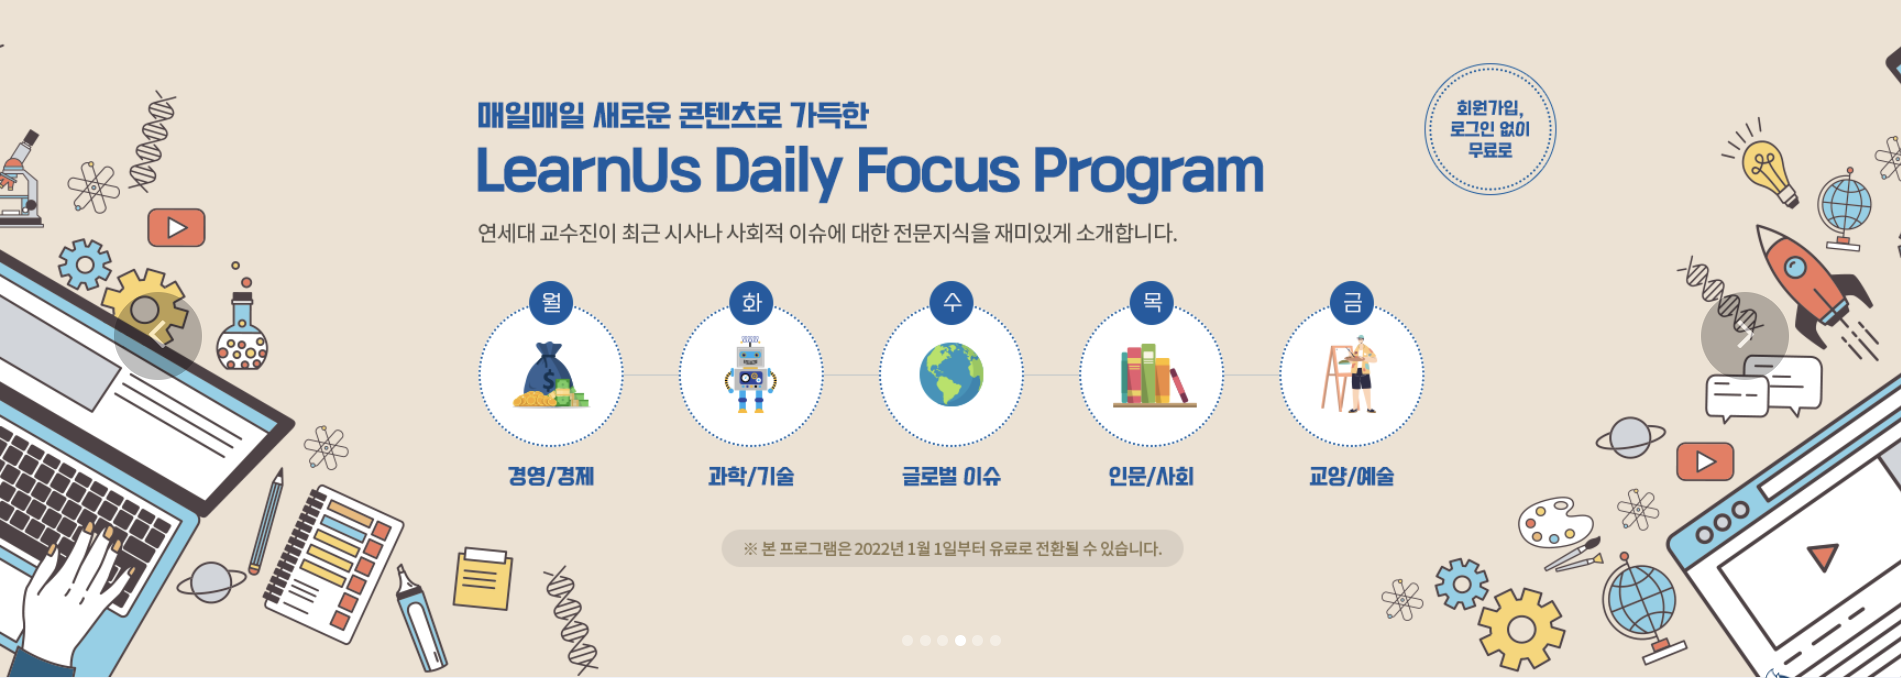 매일매일 새로운 콘텐츠로 가득한
LearnUs Daily Focus Program
회원가입,
로그인 없이
무료로
연세대 교수진이 최근 시사나 사회적 이슈에 대한 전문지식을 재미있게 소개합니다.
월
화
수
목
금
$
경영/경제
과학/기술
글로벌 이슈
인문/사회
교양/예술
※ 본 프로그램은 2022년 1월 1일부터 유료로 전환될 수 있습니다.